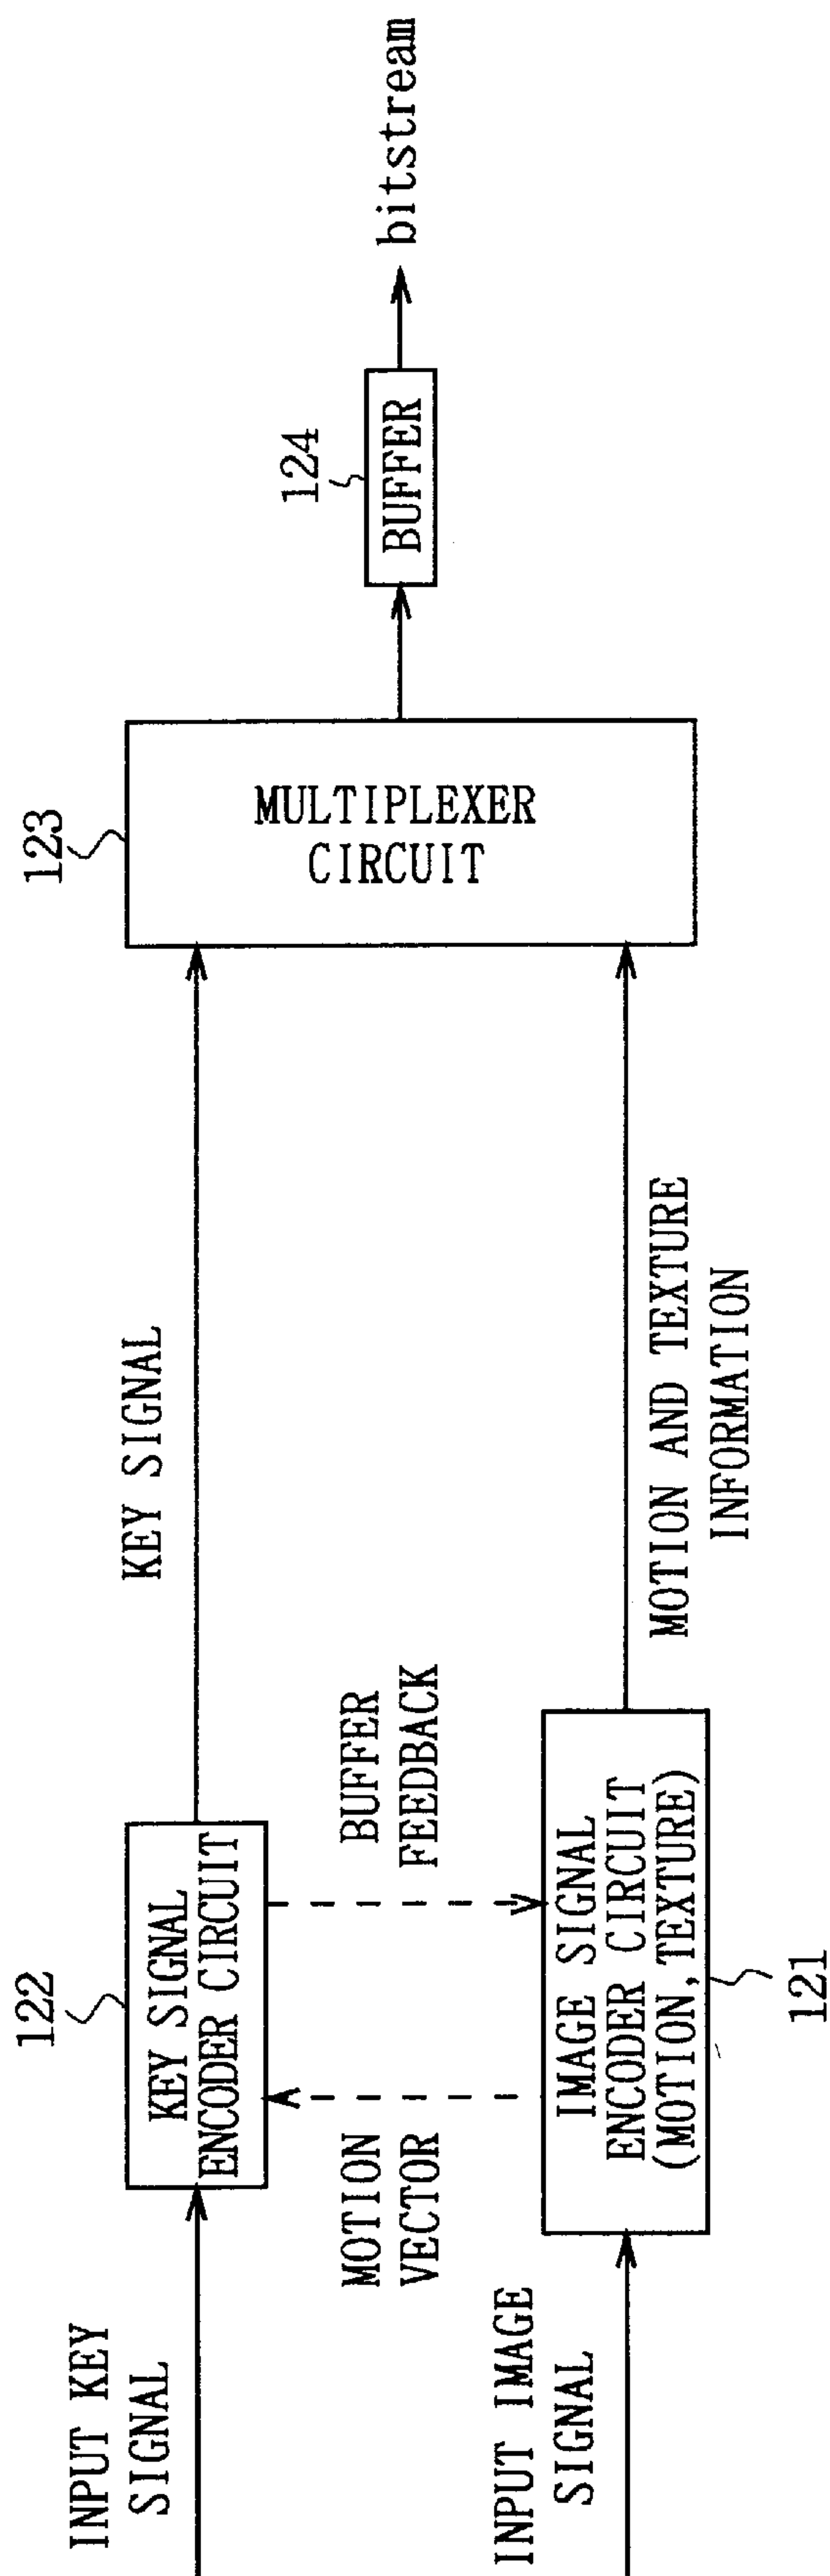 INPUT KEY
SIGNAL
122
KEY SIGNAL
ENCODER CIRCUIT
KEY SIGNAL
MOTION
VECTOR
BUFFER
FEEDBACK
INPUT IMAGE
SIGNAL
IMAGE SIGNAL
ENCODER CIRCUIT
(MOTION,TEXTURE)
121
MOTION AND TEXTURE
INFORMATION
123
MULTIPLEXER
CIRCUIT
124
BUFFER
bitstream